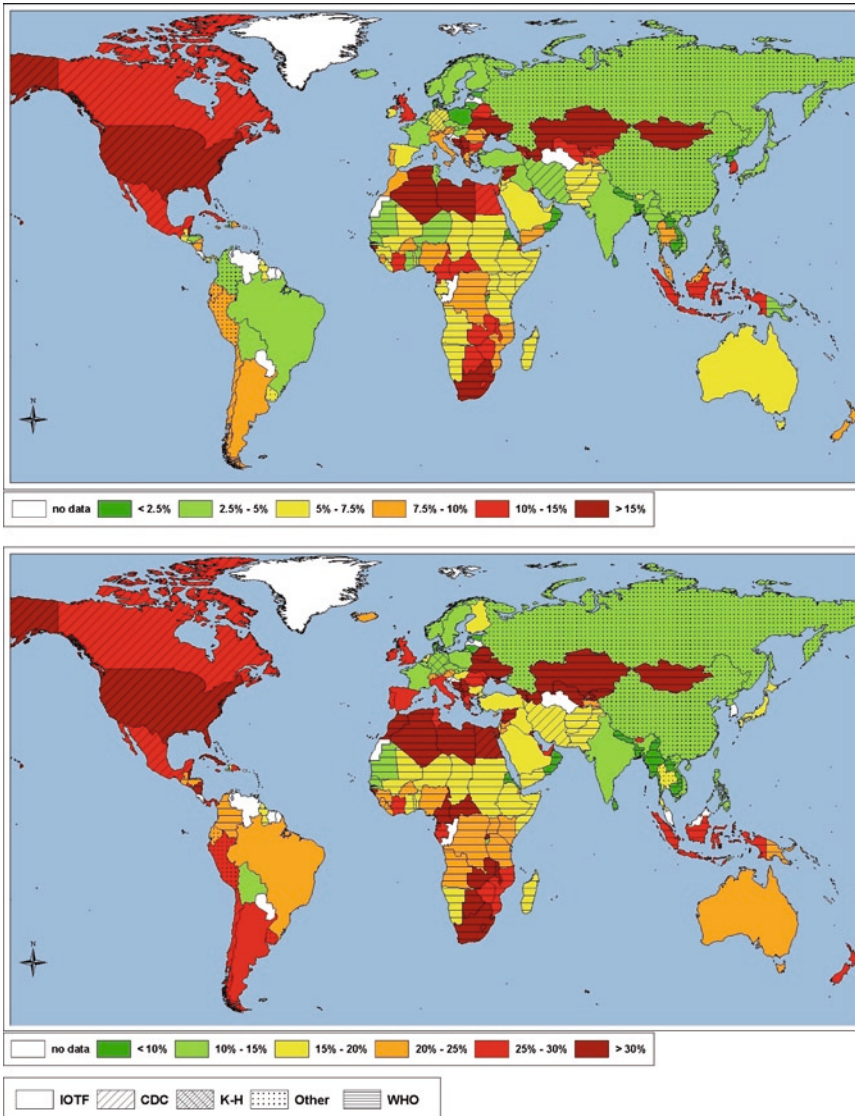 N
no data < 2.5% 2.5% - 5% 5% - 7.5% 7.5% - 10% 10% - 15% > 15%
N
no data < 10% 10% - 15% 15% - 20% 20% - 25% 25% - 30% > 30%
IOTF CDC K-H Other WHO